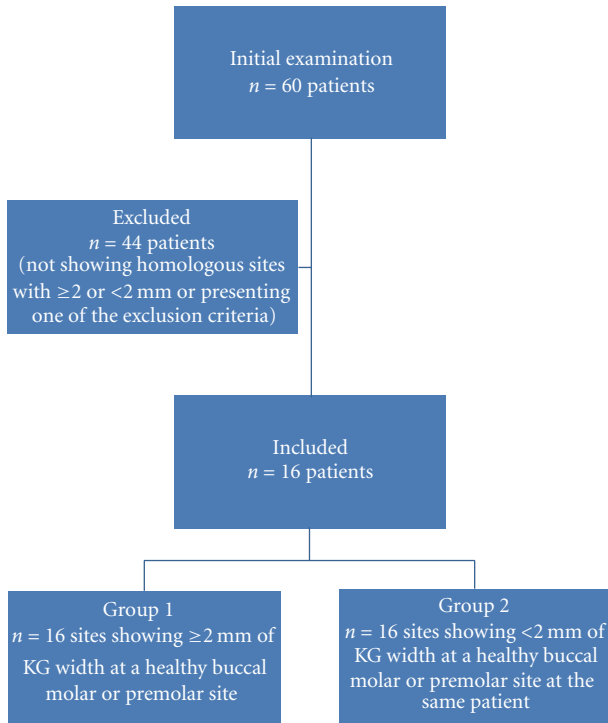 Initial examination
n = 60 patients
Excluded
n = 44 patients
(not showing homologous sites
with ≥2 or <2 mm or presenting
one of the exclusion criteria)
Included
n = 16 patients
Group 1
n = 16 sites showing ≥2 mm of
KG width at a healthy buccal
molar or premolar site
Group 2
n = 16 sites showing <2 mm of
KG width at a healthy buccal
molar or premolar site at the
same patient